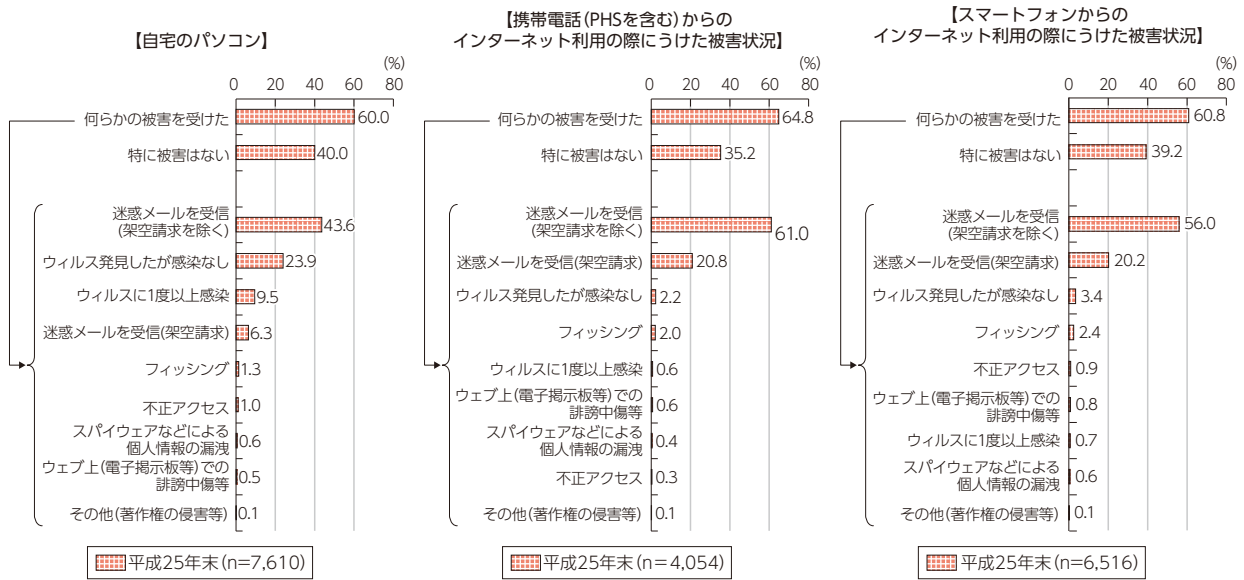 【自宅のパソコン】
(%)
0 20 40 60 80
何らかの被害を受けた 60.0
特に被害はない 40.0
迷惑メールを受信
(架空請求を除く) 43.6
ウィルス発見したが感染なし 23.9
ウィルスに1度以上感染 9.5
迷惑メールを受信(架空請求) 6.3
フィッシング 1.3
不正アクセス 1.0
スパイウェアなどによる
個人情報の漏洩 0.6
ウェブ上(電子掲示板等)での
誹謗中傷等 0.5
その他(著作権の侵害等) 0.1
平成25年末(n=7,610)
【携帯電話(PHSを含む)からの
インターネット利用の際にうけた被害状況】
(%)
0 20 40 60 80
何らかの被害を受けた 64.8
特に被害はない 35.2
迷惑メールを受信
(架空請求を除く) 61.0
迷惑メールを受信(架空請求) 20.8
ウィルス発見したが感染なし 2.2
フィッシング 2.0
ウィルスに1度以上感染 0.6
ウェブ上(電子掲示板等)での
誹謗中傷等 0.6
スパイウェアなどによる
個人情報の漏洩 0.4
不正アクセス 0.3
その他(著作権の侵害等) 0.1
平成25年末(n=4,054)
【スマートフォンからの
インターネット利用の際にうけた被害状況】
(%)
0 20 40 60 80
何らかの被害を受けた 60.8
特に被害はない 39.2
迷惑メールを受信
(架空請求を除く) 56.0
迷惑メールを受信(架空請求) 20.2
ウィルス発見したが感染なし 3.4
フィッシング 2.4
不正アクセス 0.9
ウェブ上(電子掲示板等)での
誹謗中傷等 0.8
ウィルスに1度以上感染 0.7
スパイウェアなどによる
個人情報の漏洩 0.6
その他(著作権の侵害等) 0.1
平成25年末(n=6,516)